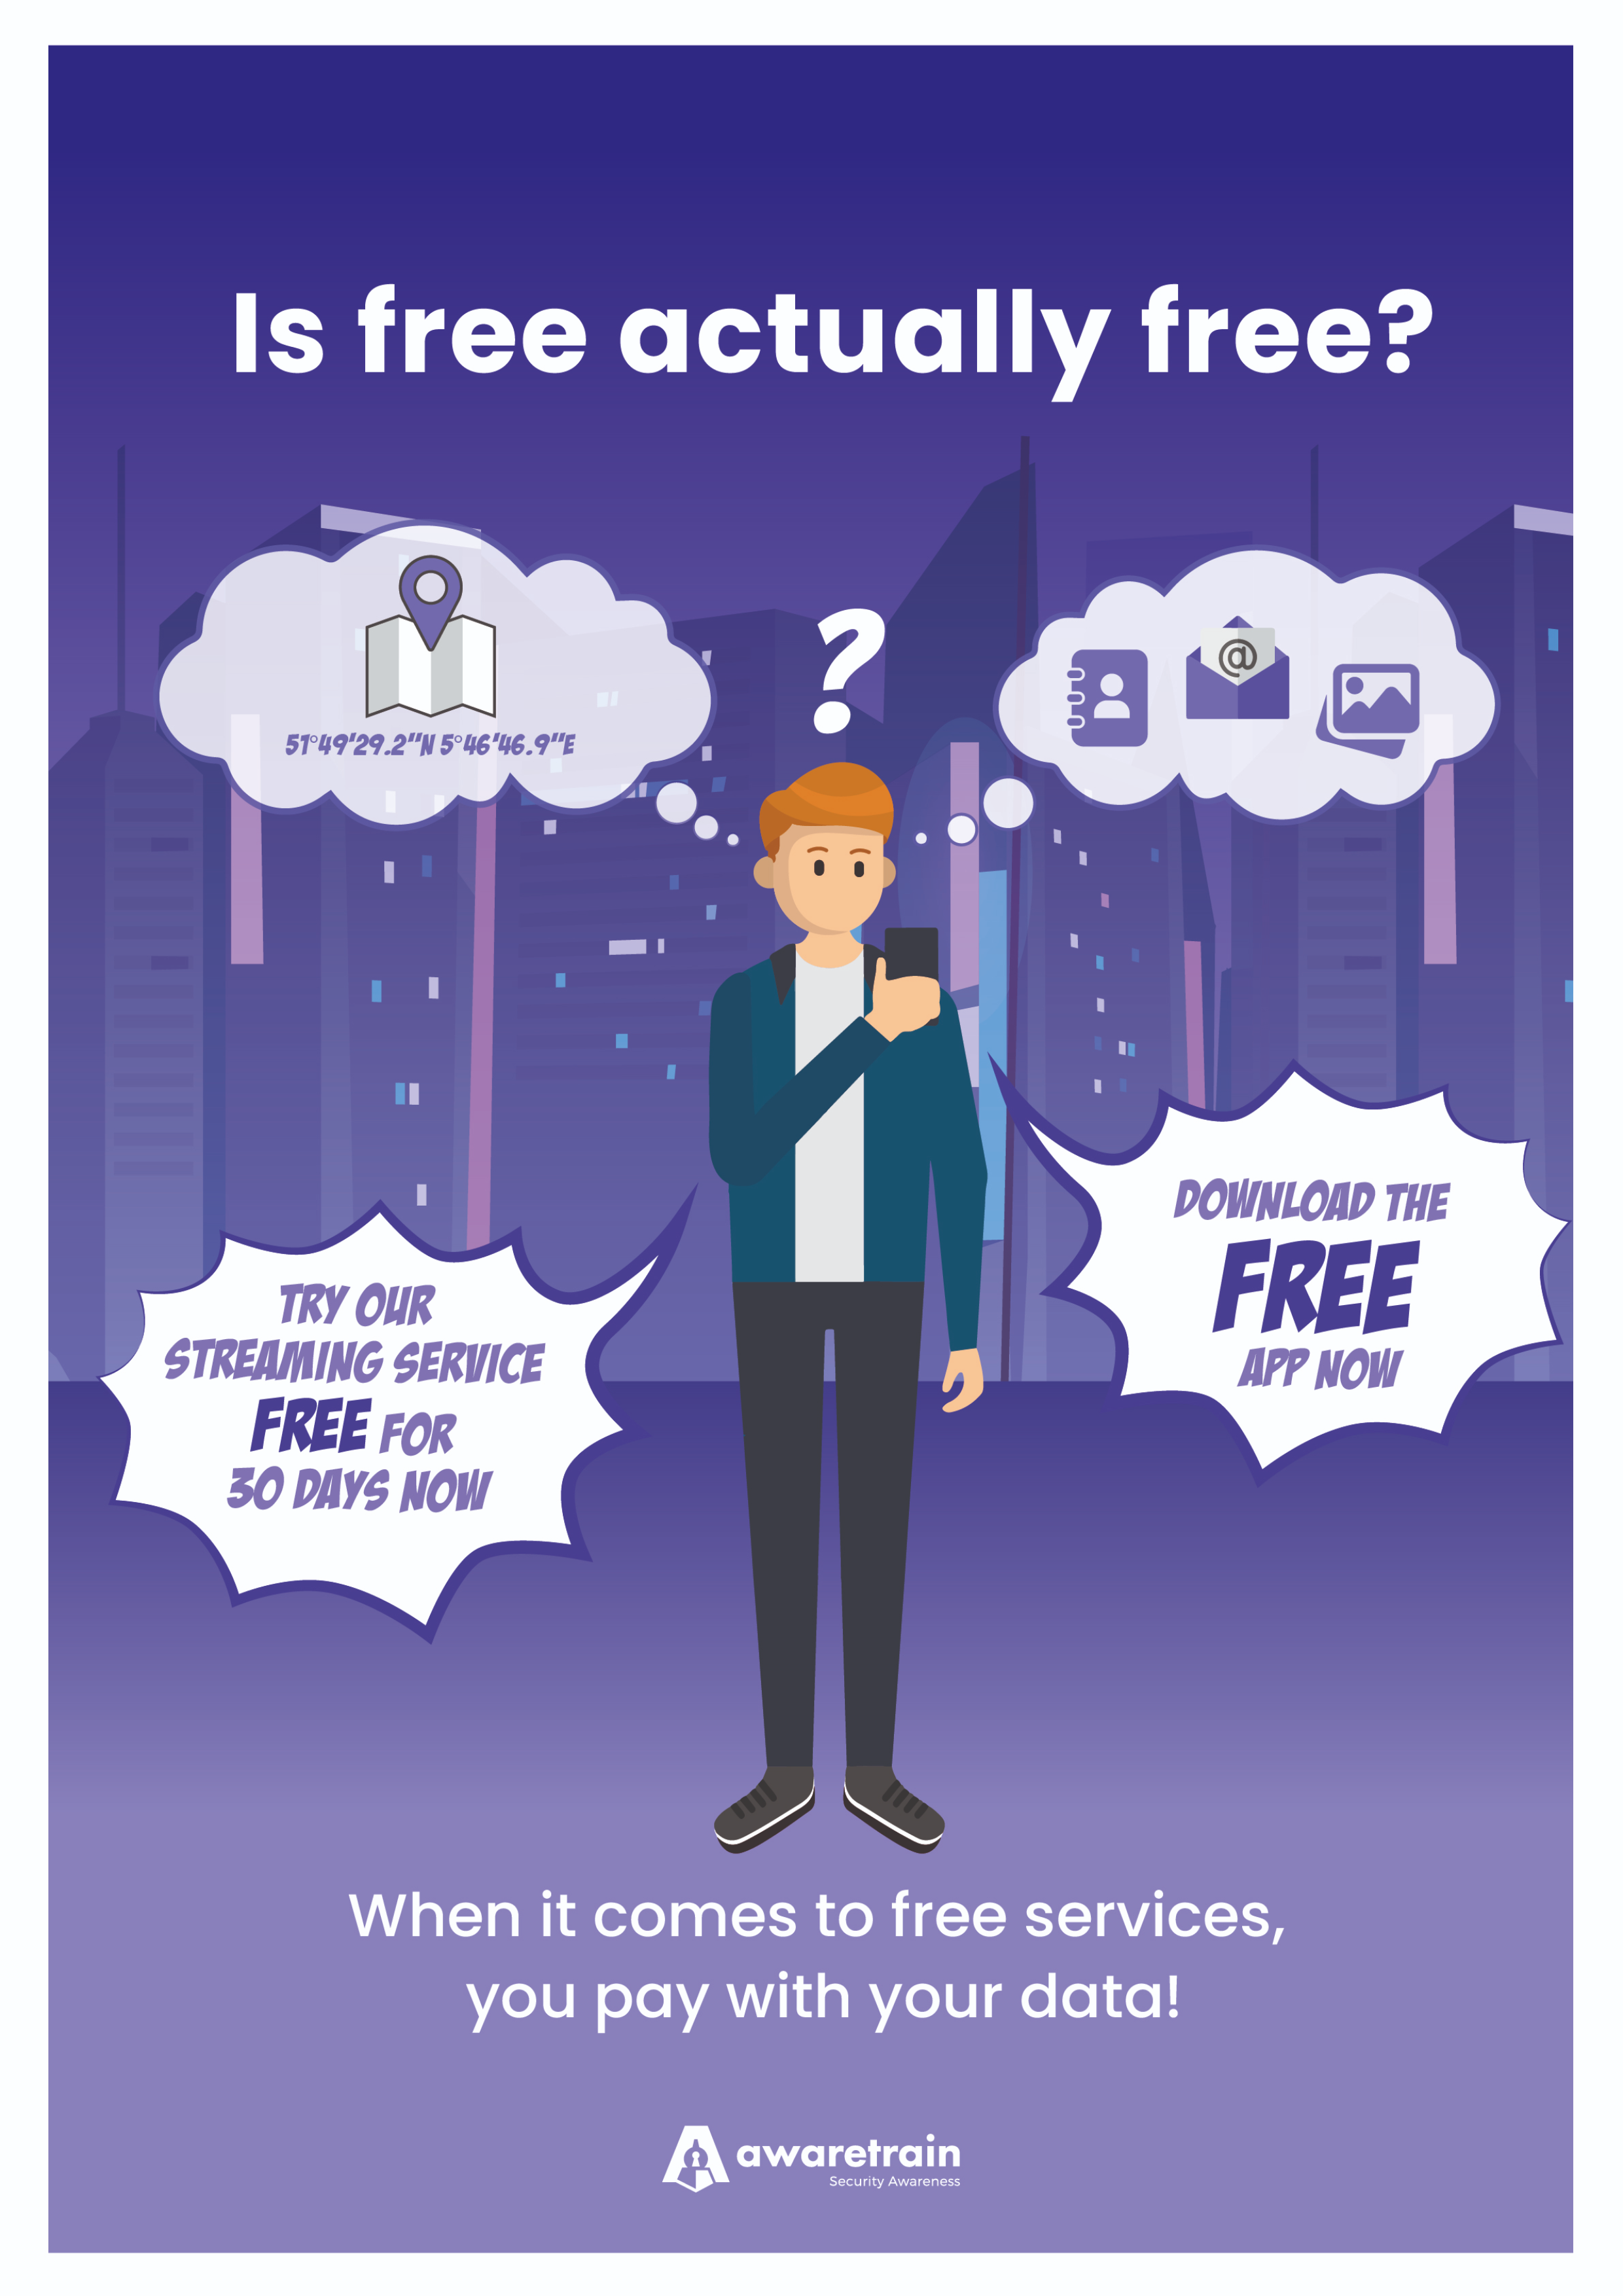 Is free actually free?
51°49'29.2"N 5°46'46.9"E
?
@
DOWNLOAD THE
FREE
APP NOW
TRY OUR
STREAMING SERVICE
FREE FOR
30 DAYS NOW
When it comes to free services,
you pay with your data!
awaretrain
Security Awareness